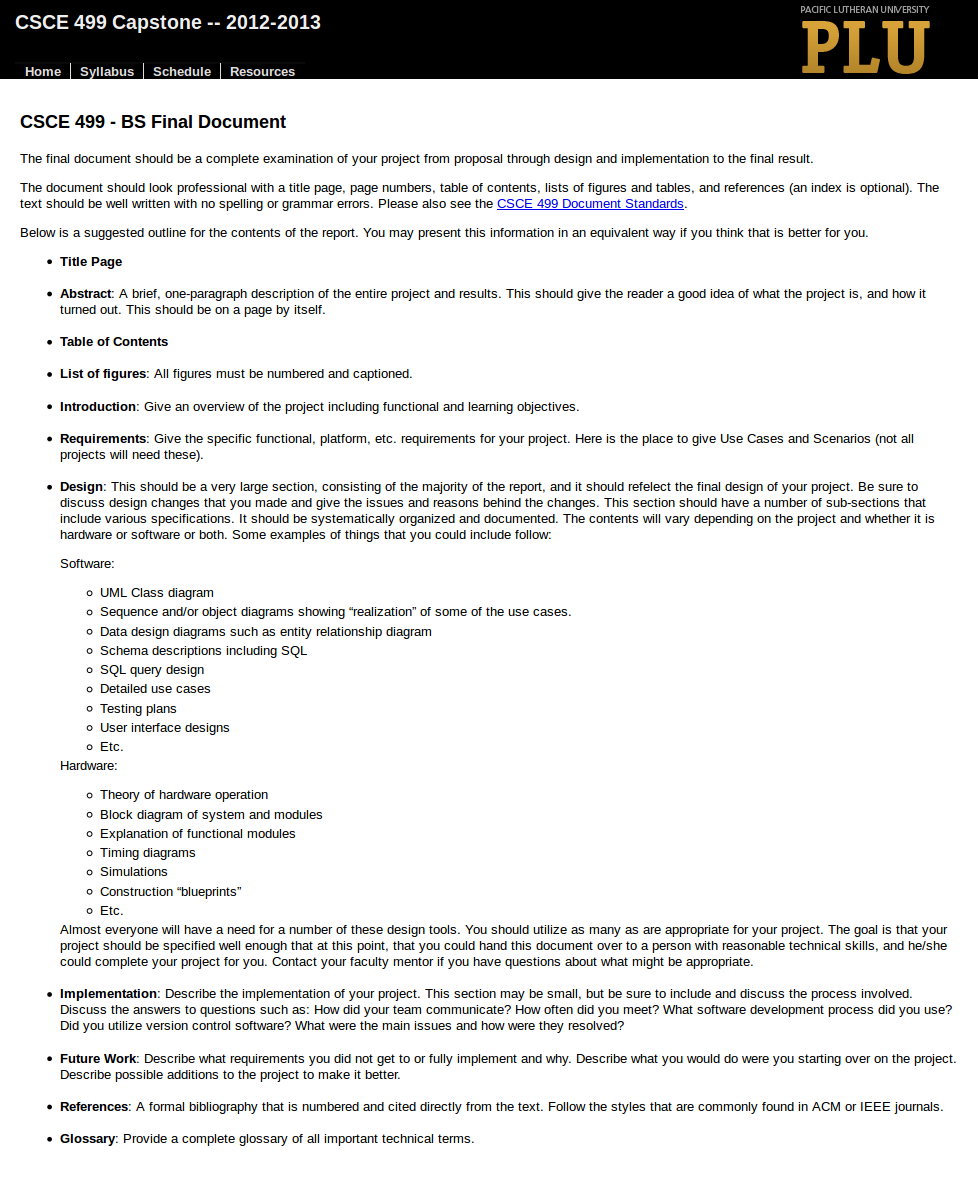 CSCE 499 Capstone -- 2012-2013
PACIFIC LUTHERAN UNIVERSITY
PLU
Home
Syllabus
Schedule
Resources
CSCE 499 - BS Final Document
The final document should be a complete examination of your project from proposal through design and implementation to the final result.
The document should look professional with a title page, page numbers, table of contents, lists of figures and tables, and references (an index is optional). The
text should be well written with no spelling or grammar errors. Please also see the CSCE 499 Document Standards.
Below is a suggested outline for the contents of the report. You may present this information in an equivalent way if you think that is better for you.
• Title Page
• Abstract: A brief, one-paragraph description of the entire project and results. This should give the reader a good idea of what the project is, and how it
turned out. This should be on a page by itself.
• Table of Contents
• List of figures: All figures must be numbered and captioned.
• Introduction: Give an overview of the project including functional and learning objectives.
• Requirements: Give the specific functional, platform, etc. requirements for your project. Here is the place to give Use Cases and Scenarios (not all
projects will need these).
• Design: This should be a very large section, consisting of the majority of the report, and it should refelect the final design of your project. Be sure to
discuss design changes that you made and give the issues and reasons behind the changes. This section should have a number of sub-sections that
include various specifications. It should be systematically organized and documented. The contents will vary depending on the project and whether it is
hardware or software or both. Some examples of things that you could include follow:
Software:
○ UML Class diagram
○ Sequence and/or object diagrams showing “realization” of some of the use cases.
○ Data design diagrams such as entity relationship diagram
○ Schema descriptions including SQL
○ SQL query design
○ Detailed use cases
○ Testing plans
○ User interface designs
○ Etc.
Hardware:
○ Theory of hardware operation
○ Block diagram of system and modules
○ Explanation of functional modules
○ Timing diagrams
○ Simulations
○ Construction “blueprints”
○ Etc.
Almost everyone will have a need for a number of these design tools. You should utilize as many as are appropriate for your project. The goal is that your
project should be specified well enough that at this point, that you could hand this document over to a person with reasonable technical skills, and he/she
could complete your project for you. Contact your faculty mentor if you have questions about what might be appropriate.
• Implementation: Describe the implementation of your project. This section may be small, but be sure to include and discuss the process involved.
Discuss the answers to questions such as: How did your team communicate? How often did you meet? What software development process did you use?
Did you utilize version control software? What were the main issues and how were they resolved?
• Future Work: Describe what requirements you did not get to or fully implement and why. Describe what you would do were you starting over on the project.
Describe possible additions to the project to make it better.
• References: A formal bibliography that is numbered and cited directly from the text. Follow the styles that are commonly found in ACM or IEEE journals.
• Glossary: Provide a complete glossary of all important technical terms.